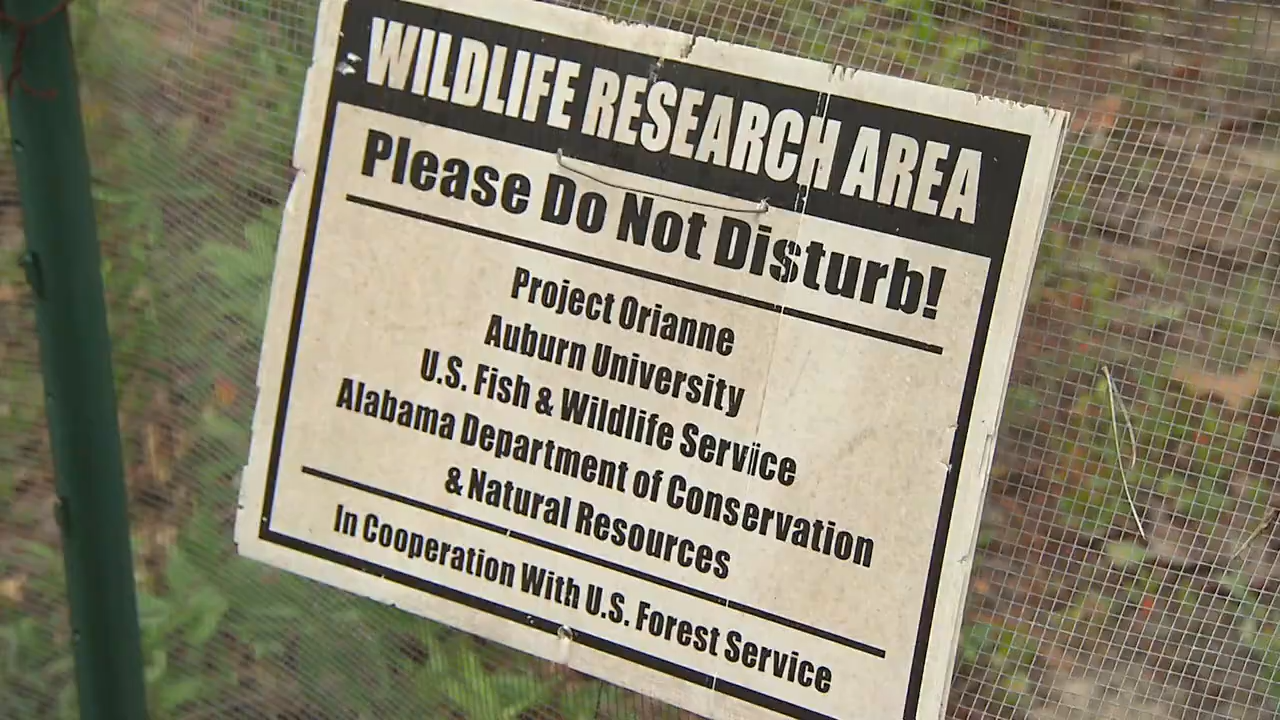 WILDLIFE RESEARCH AREA
Please Do Not Disturb!
Project Orianne
Auburn University
U.S. Fish & Wildlife Service
Alabama Department of Conservation
& Natural Resources
In Cooperation With U.S. Forest Service